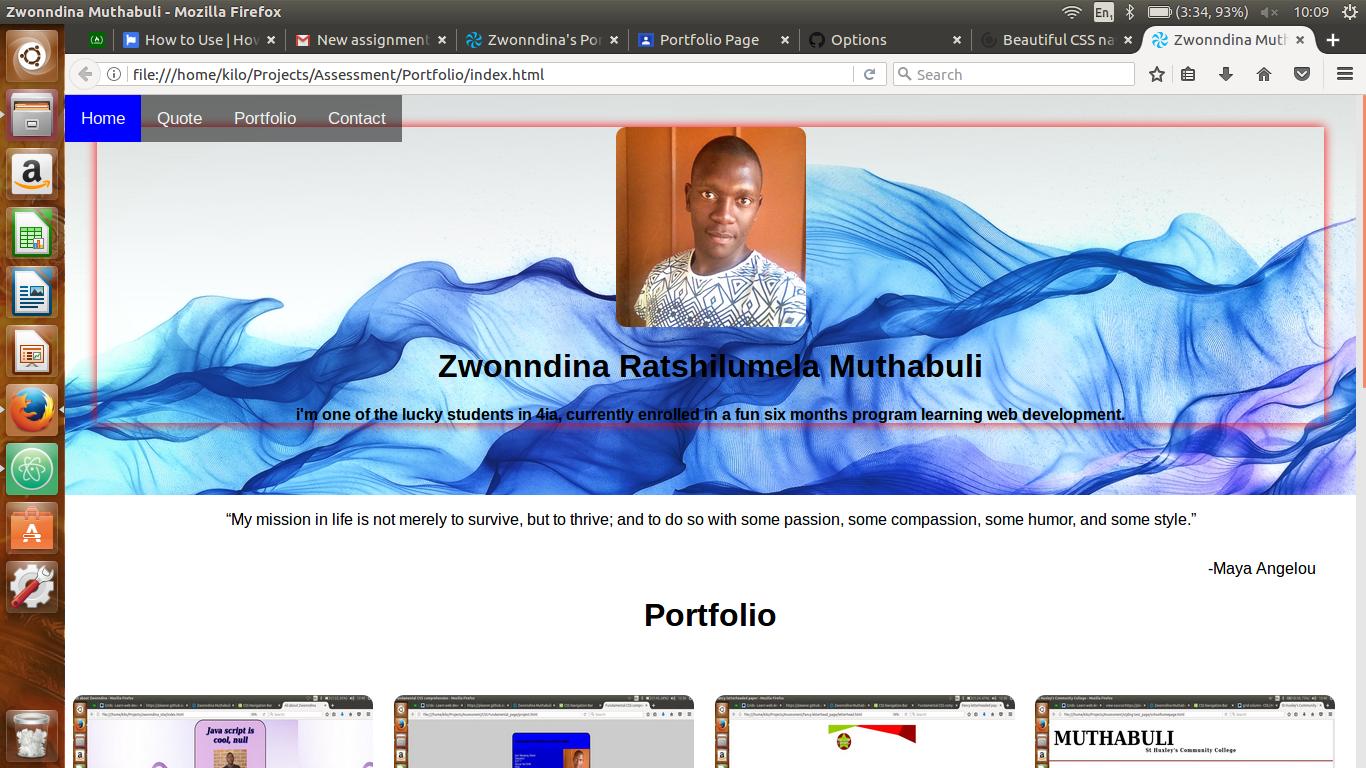 Zwonndina Muthabuli - Mozilla Firefox
En1 (3:34, 93%) 10:09
How to Use | How
New assignment
Zwonndina's Por
Portfolio Page
Options
Beautiful CSS na
Zwonndina Muth
file:///home/kilo/Projects/Assessment/Portfolio/index.html
Search
Home Quote Portfolio Contact
Zwonndina Ratshilumela Muthabuli
i'm one of the lucky students in 4ia, currently enrolled in a fun six months program learning web development.
“My mission in life is not merely to survive, but to thrive; and to do so with some passion, some compassion, some humor, and some style.”
-Maya Angelou
Portfolio
Java script is
cool, null
MUTHABULI
St Huxley's Community College